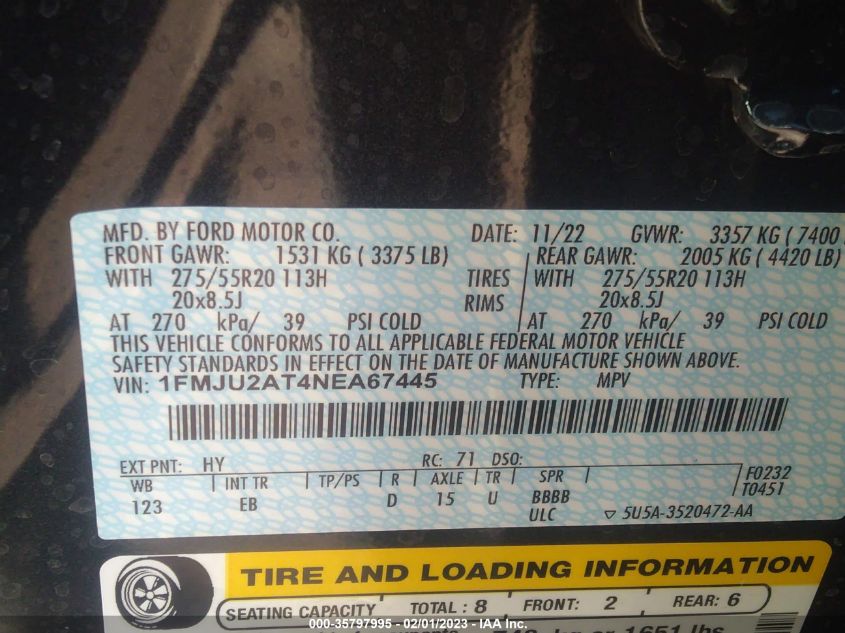 MFD. BY FORD MOTOR CO. DATE: 11/22 GVWR: 3357 KG ( 7400
FRONT GAWR: 1531 KG ( 3375 LB) REAR GAWR: 2005 KG ( 4420 LB)
WITH 275/55R20 113H TIRES WITH 275/55R20 113H
20x8.5J RIMS 20x8.5J
AT 270 kPa/ 39 PSI COLD AT 270 kPa/ 39 PSI COLD
THIS VEHICLE CONFORMS TO ALL APPLICABLE FEDERAL MOTOR VEHICLE
SAFETY STANDARDS IN EFFECT ON THE DATE OF MANUFACTURE SHOWN ABOVE.
VIN: 1FMJU2AT4NEA67445 TYPE: MPV
EXT PNT: HY RC: 71 DSO:
WB INT TR TP/PS R AXLE TR SPR F0232
123 EB D 15 U BBBB T0451
ULC ▽ 5U5A-3520472-AA
TIRE AND LOADING INFORMATION
SEATING CAPACITY TOTAL : 8 FRONT: 2 REAR: 6
kg or 1651 lbs
000-35797995 - 02/01/2023 - IAA Inc.